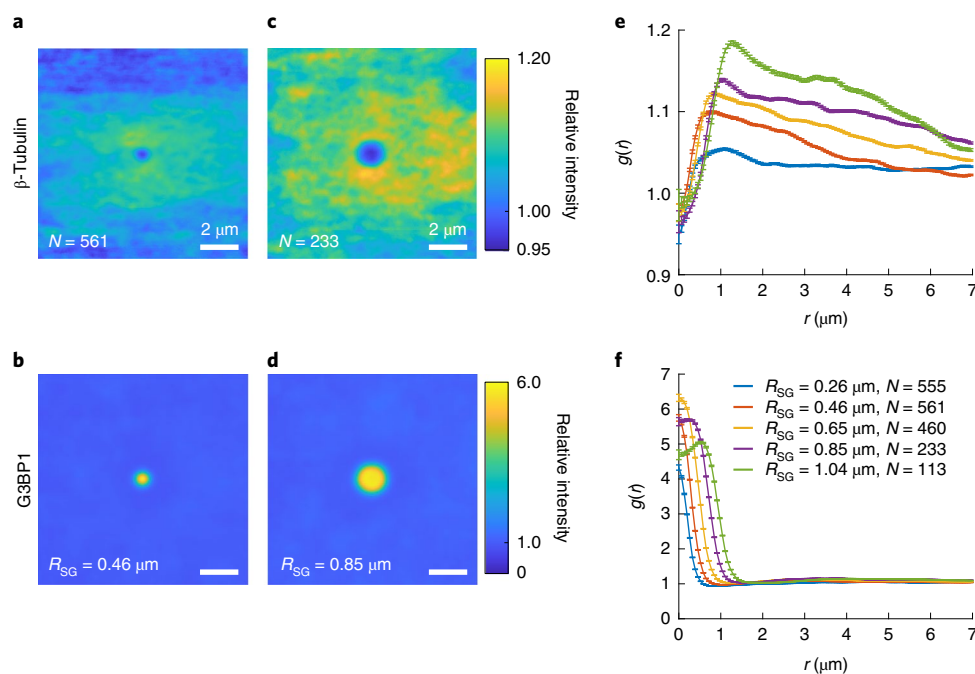 a
c
β-Tubulin
N = 561
2 μm
N = 233
2 μm
1.20
1.00
0.95
Relative intensity
e
g(r)
1.2
1.1
1.0
0.9
0 1 2 3 4 5 6 7
r (μm)
b
d
G3BP1
R_SG = 0.46 μm
R_SG = 0.85 μm
6.0
1.0
0
Relative intensity
f
g(r)
7
6
5
4
3
2
1
0
R_SG = 0.26 μm, N = 555
R_SG = 0.46 μm, N = 561
R_SG = 0.65 μm, N = 460
R_SG = 0.85 μm, N = 233
R_SG = 1.04 μm, N = 113
0 1 2 3 4 5 6 7
r (μm)